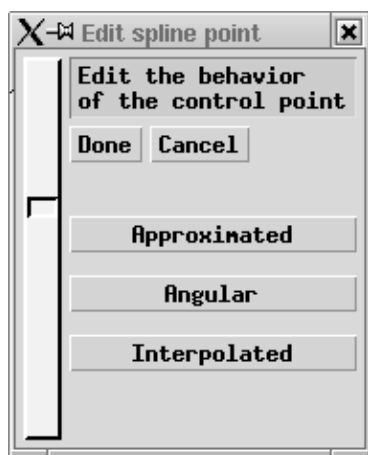 Edit spline point
Edit the behavior
of the control point
Done Cancel
Approximated
Angular
Interpolated